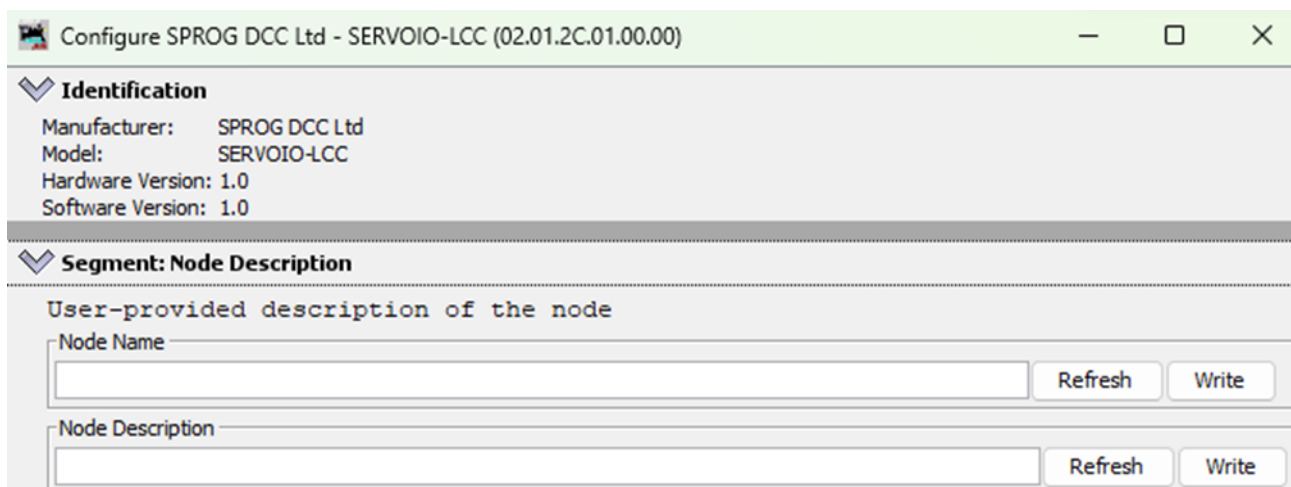 Configure SPROG DCC Ltd - SERVOIO-LCC (02.01.2C.01.00.00)
Identification
Manufacturer: SPROG DCC Ltd
Model: SERVOIO-LCC
Hardware Version: 1.0
Software Version: 1.0
Segment: Node Description
User-provided description of the node
Node Name
Refresh Write
Node Description
Refresh Write